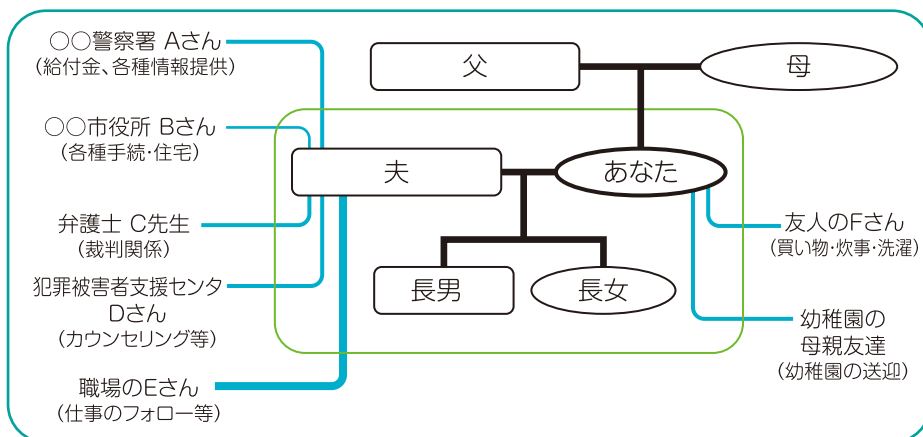 〇〇警察署 Aさん
(給付金、各種情報提供)
〇〇市役所 Bさん
(各種手続・住宅)
弁護士 C先生
(裁判関係)
犯罪被害者支援センタ
Dさん
(カウンセリング等)
職場のEさん
(仕事のフォロー等)
父
母
夫
あなた
長男
長女
友人のFさん
(買い物・炊事・洗濯)
幼稚園の
母親友達
(幼稚園の送迎)